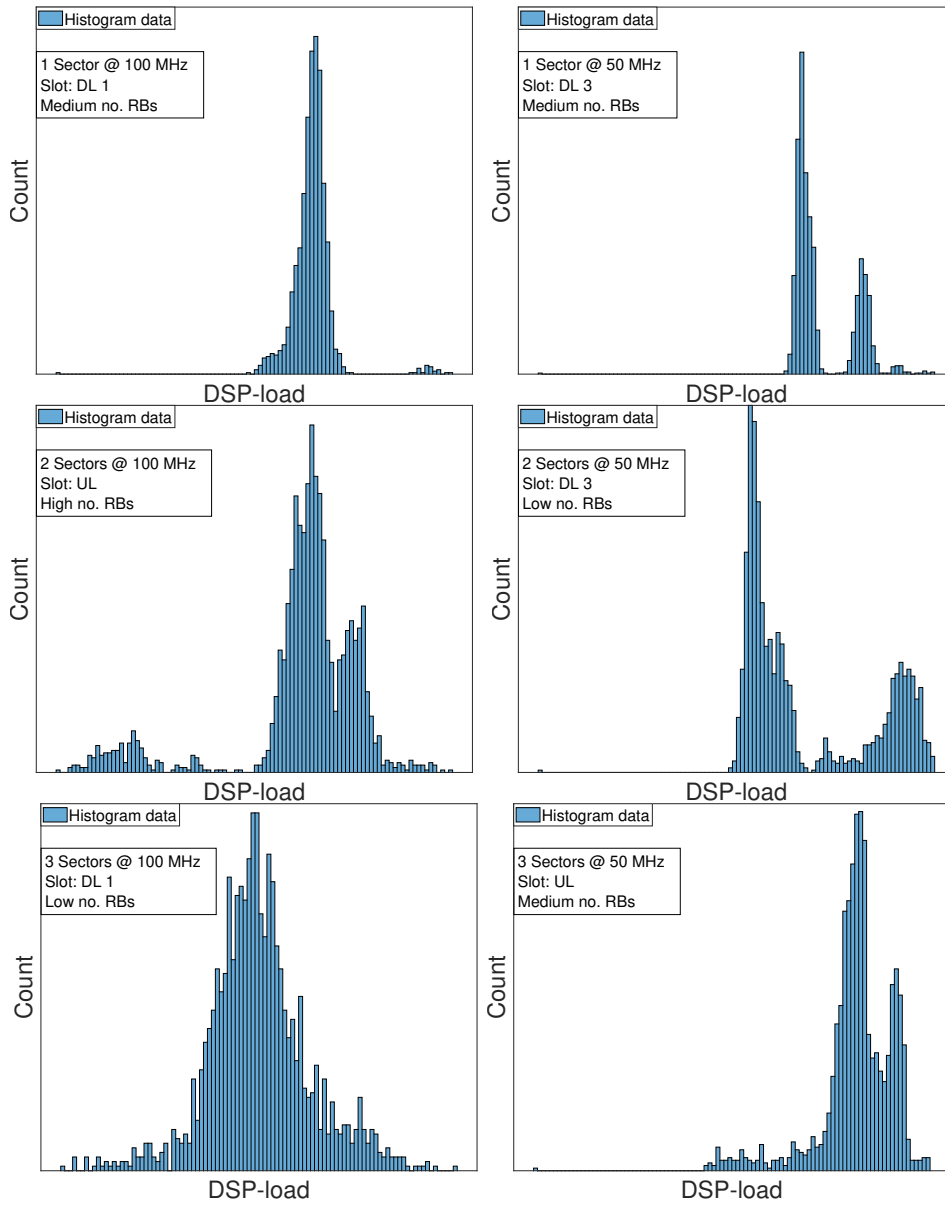 Histogram data
1 Sector @ 100 MHz
Slot: DL 1
Medium no. RBs
Count
DSP-load
Histogram data
1 Sector @ 50 MHz
Slot: DL 3
Medium no. RBs
Count
DSP-load
Histogram data
2 Sectors @ 100 MHz
Slot: UL
High no. RBs
Count
DSP-load
Histogram data
2 Sectors @ 50 MHz
Slot: DL 3
Low no. RBs
Count
DSP-load
Histogram data
3 Sectors @ 100 MHz
Slot: DL 1
Low no. RBs
Count
DSP-load
Histogram data
3 Sectors @ 50 MHz
Slot: UL
Medium no. RBs
Count
DSP-load